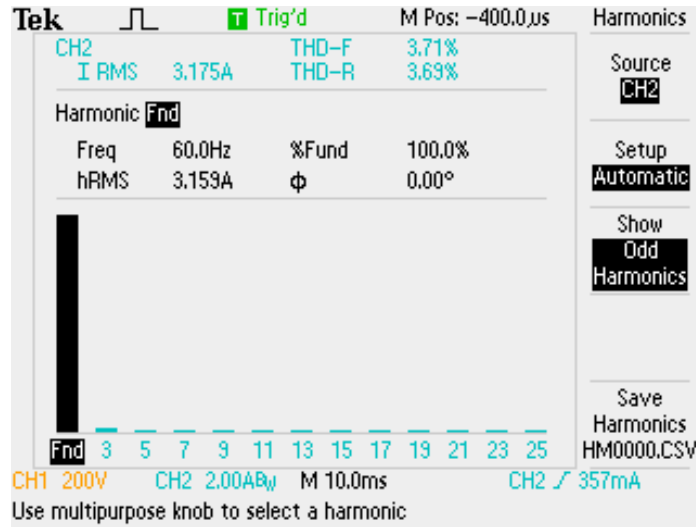 Tek T Trig'd M Pos: -400.0µs Harmonics
CH2 THD-F 3.71%
I RMS 3.175A THD-R 3.69%
Source
CH2
Harmonic Fnd
Freq 60.0Hz %Fund 100.0%
hRMS 3.159A Φ 0.00°
Setup
Automatic
Show
Odd
Harmonics
Save
Harmonics
HM0000.CSV
Fnd 3 5 7 9 11 13 15 17 19 21 23 25
CH1 200V CH2 2.00ABW M 10.0ms CH2 357mA
Use multipurpose knob to select a harmonic